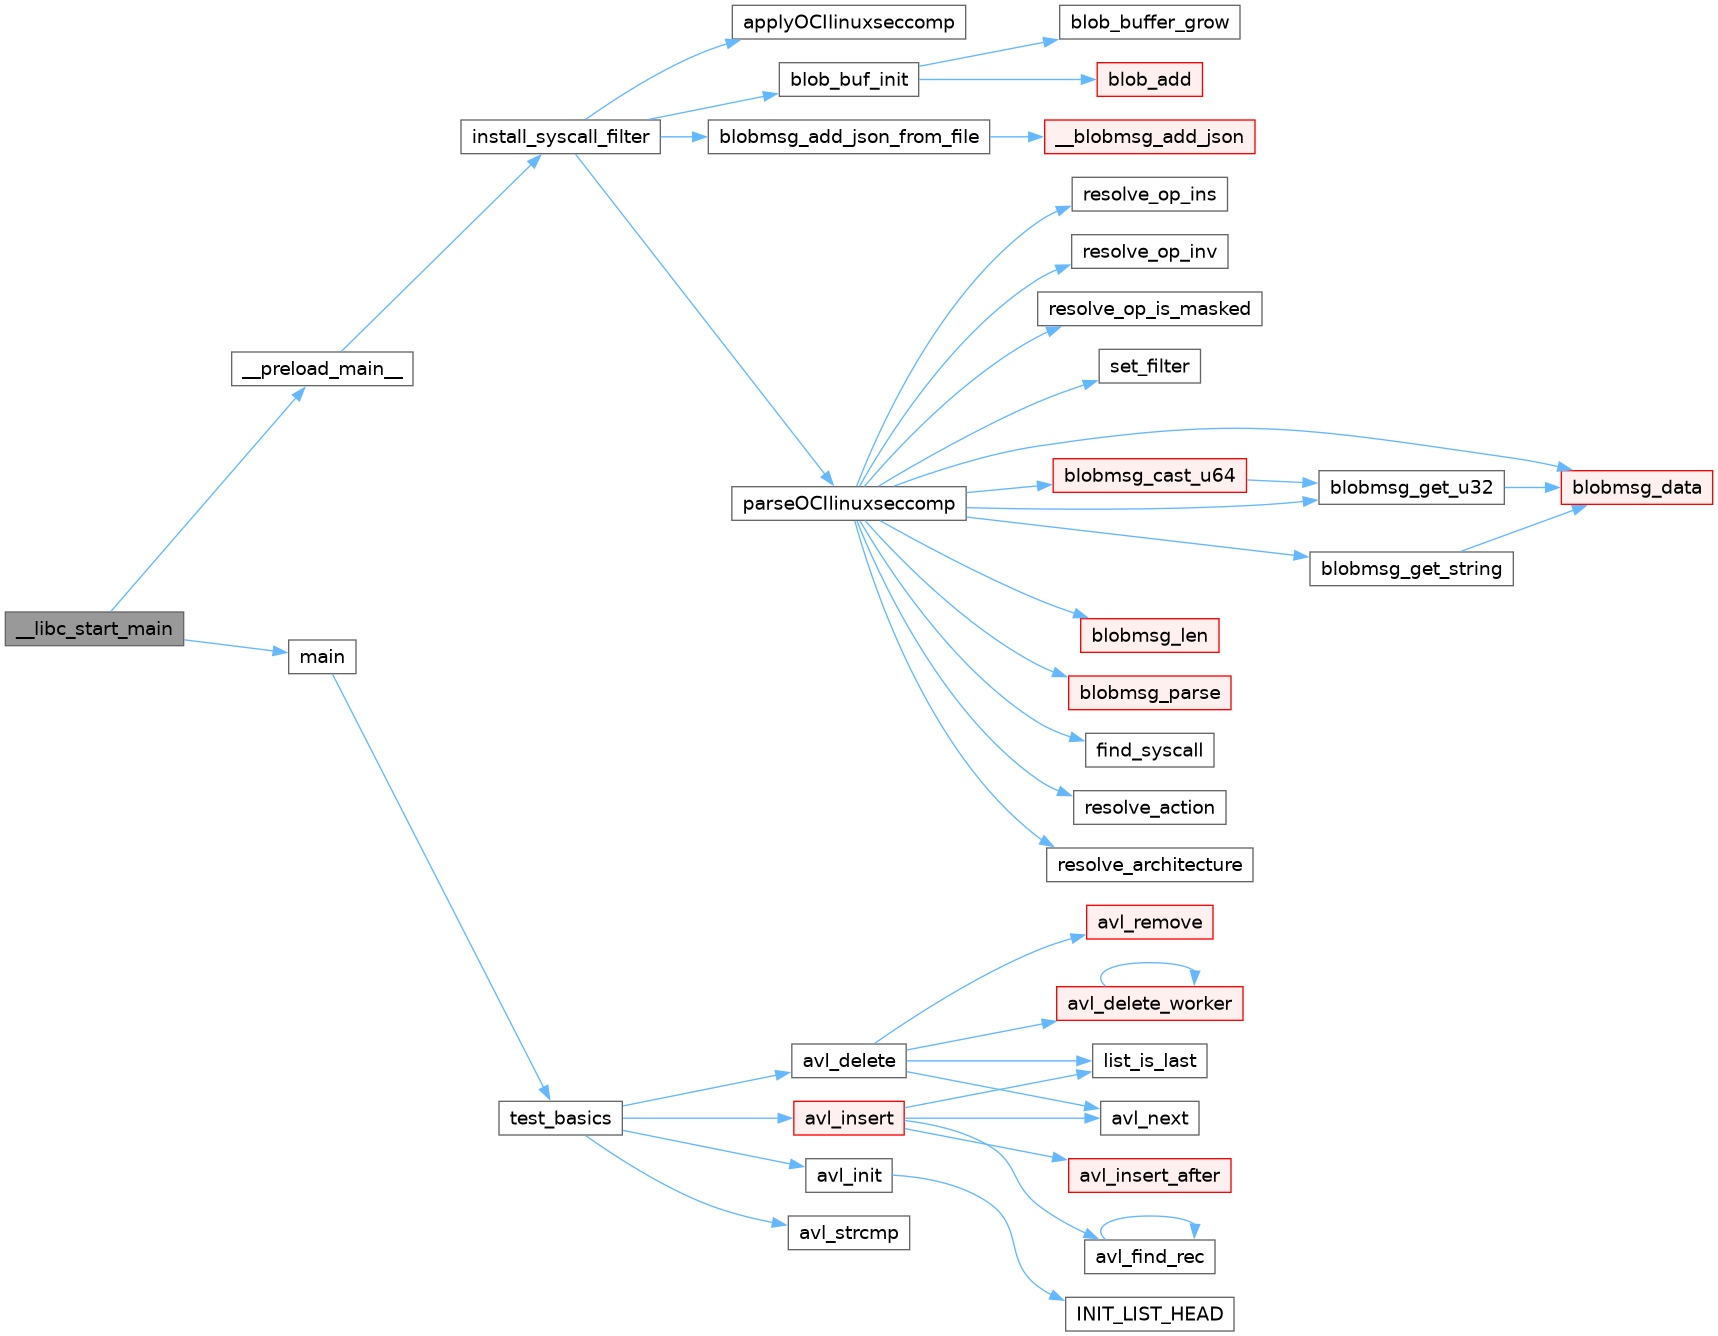 applyOCIlinuxseccomp
blob_buffer_grow
blob_buf_init
blob_add
install_syscall_filter
blobmsg_add_json_from_file
__blobmsg_add_json
resolve_op_ins
resolve_op_inv
resolve_op_is_masked
__preload_main__
set_filter
parseOCIlinuxseccomp
blobmsg_cast_u64
blobmsg_get_u32
blobmsg_data
blobmsg_get_string
__libc_start_main
main
blobmsg_len
blobmsg_parse
find_syscall
resolve_action
resolve_architecture
avl_remove
avl_delete_worker
avl_delete
list_is_last
test_basics
avl_insert
avl_next
avl_init
avl_insert_after
avl_strcmp
avl_find_rec
INIT_LIST_HEAD